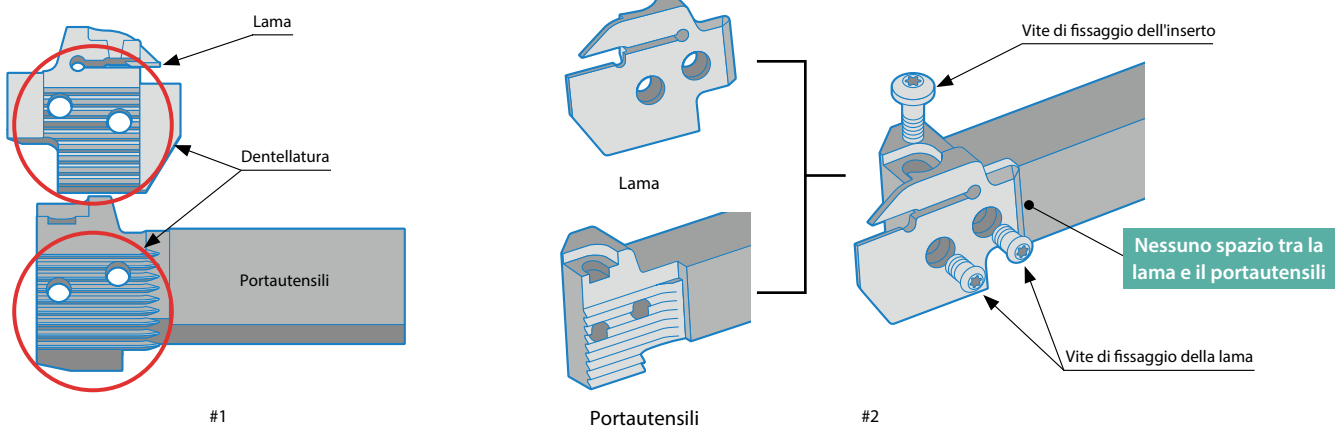 Lama
Dentellatura
Portautensili
#1
Lama
Portautensili
Vite di fissaggio dell'inserto
Nessuno spazio tra la
lama e il portautensili
Vite di fissaggio della lama
#2